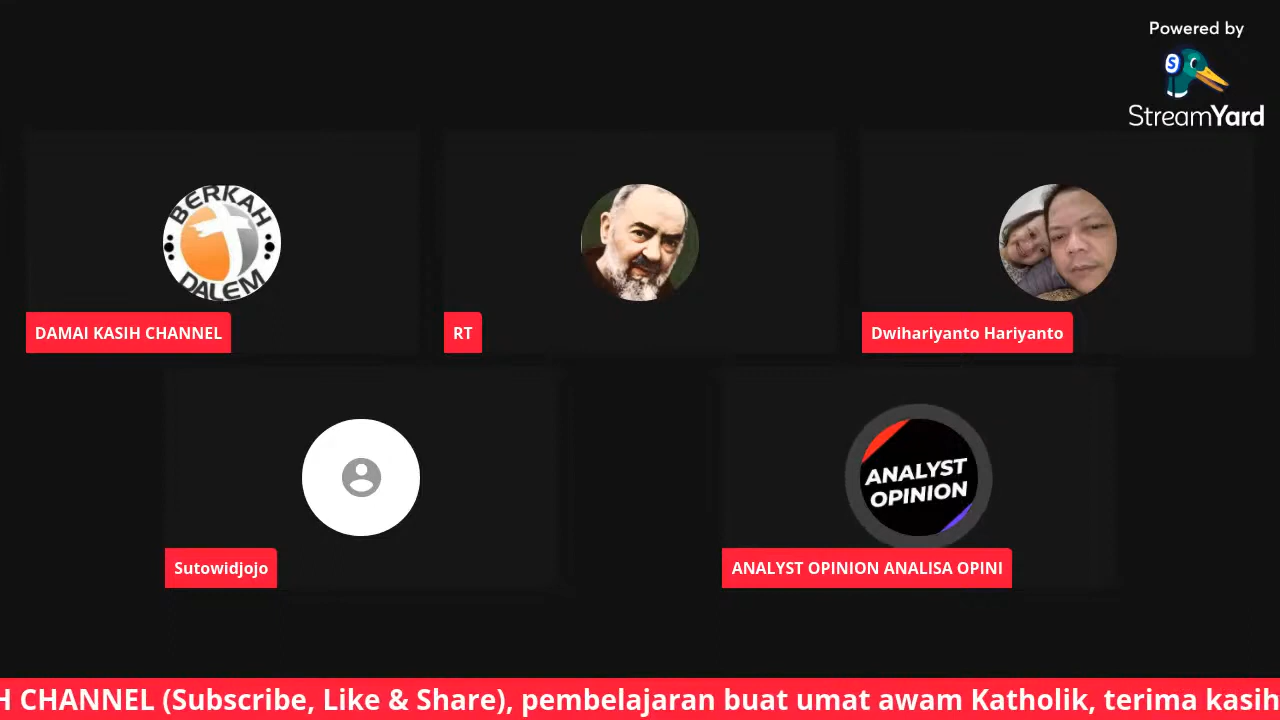 Powered by
StreamYard
BERKAH
DALEM
DAMAI KASIH CHANNEL
RT
Dwihariyanto Hariyanto
Sutowidjojo
ANALYST
OPINION
ANALYST OPINION ANALISA OPINI
H CHANNEL (Subscribe, Like & Share), pembelajaran buat umat awam Katholik, terima kasih